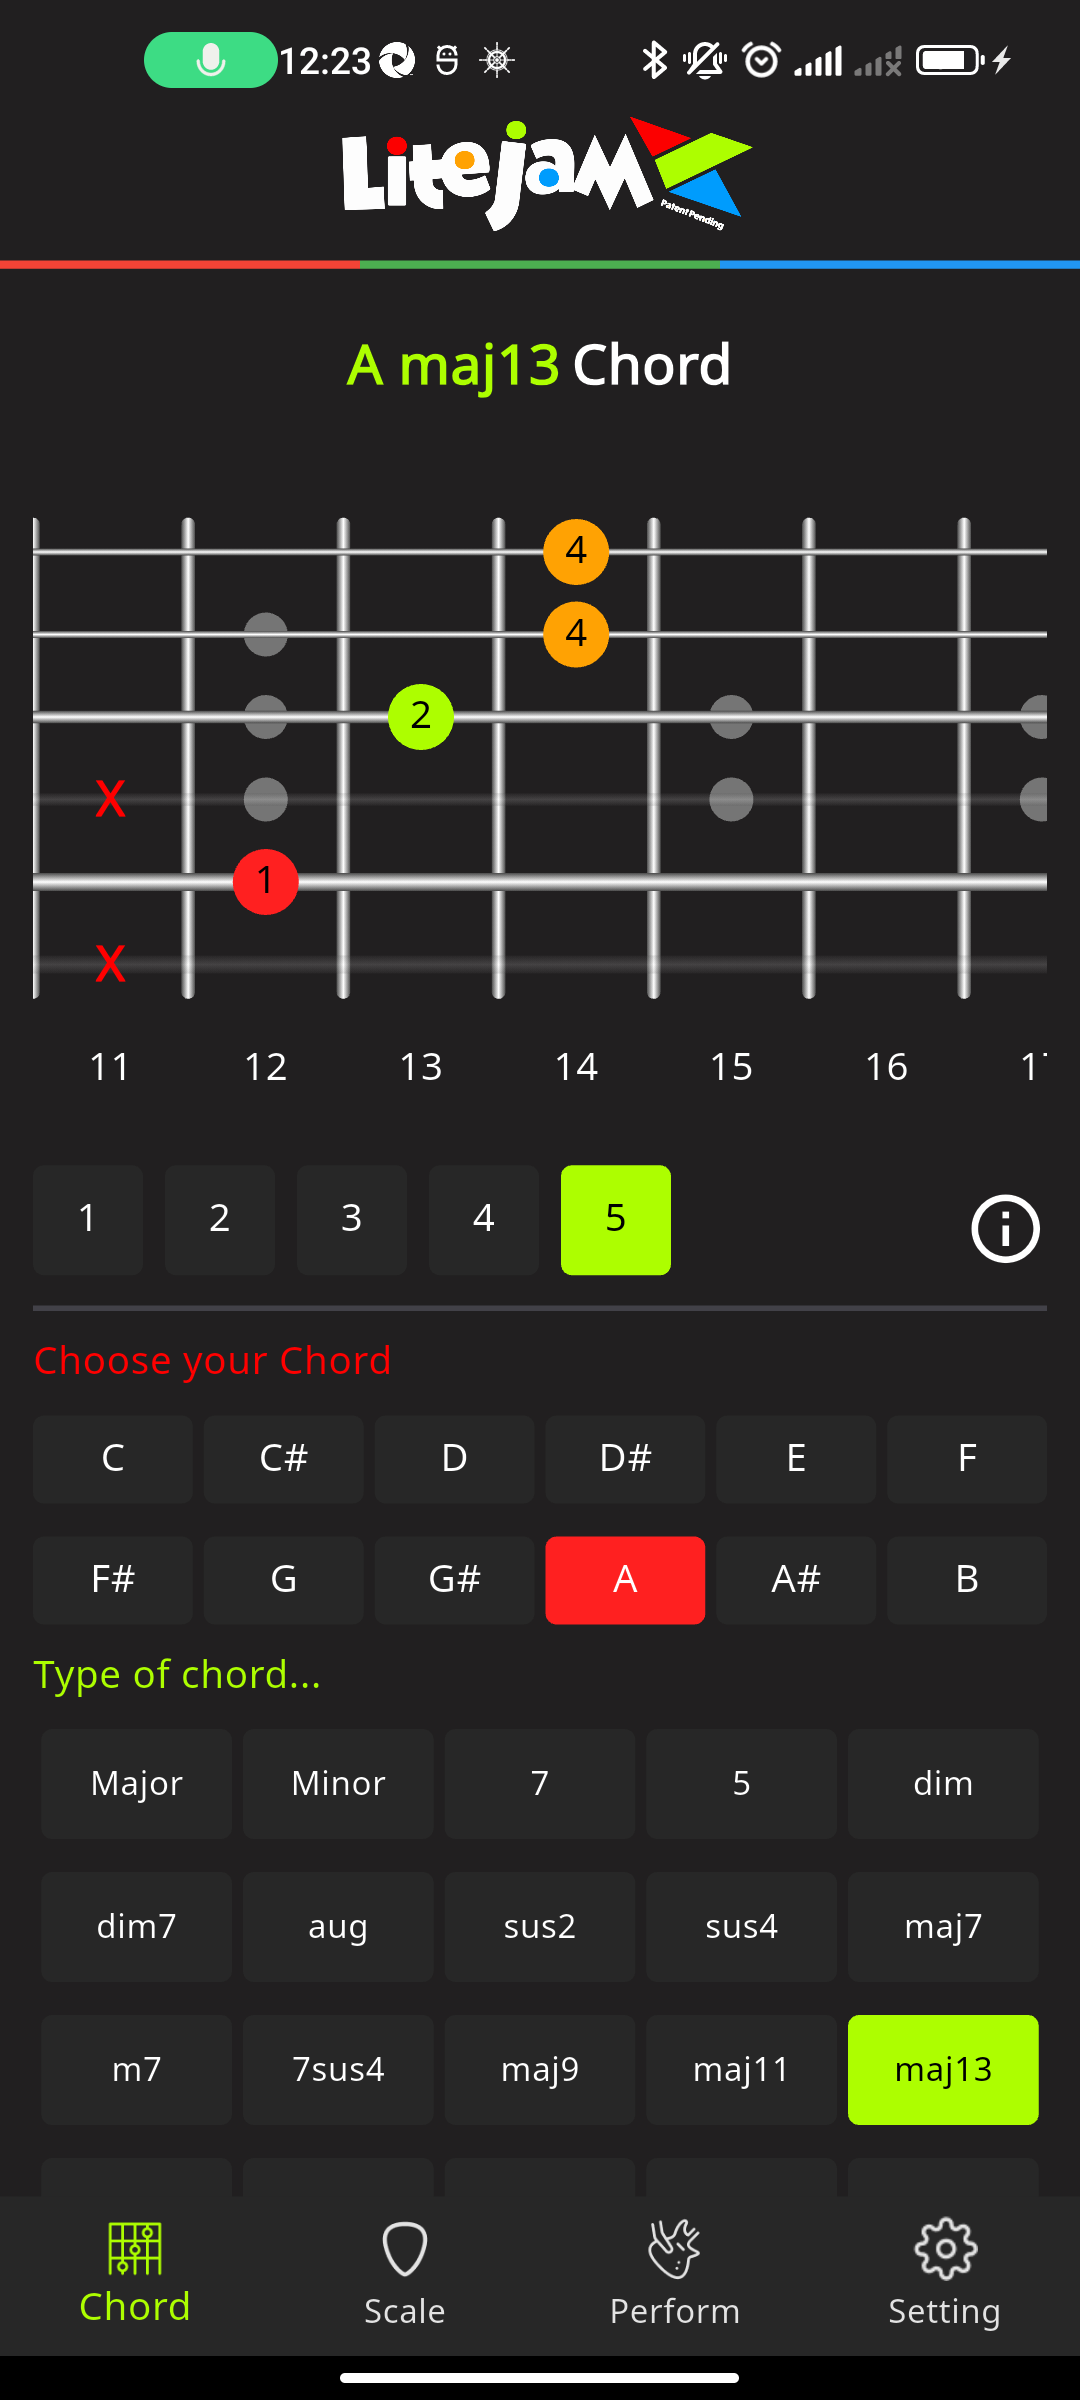 12:23
Litejam
Patent Pending
A maj13 Chord
4
4
2
X
1
X
11 12 13 14 15 16
1 2 3 4 5
Choose your Chord
C C# D D# E F
F# G G# A A# B
Type of chord...
Major Minor 7 5 dim
dim7 aug sus2 sus4 maj7
m7 7sus4 maj9 maj11 maj13
Chord Scale Perform Setting